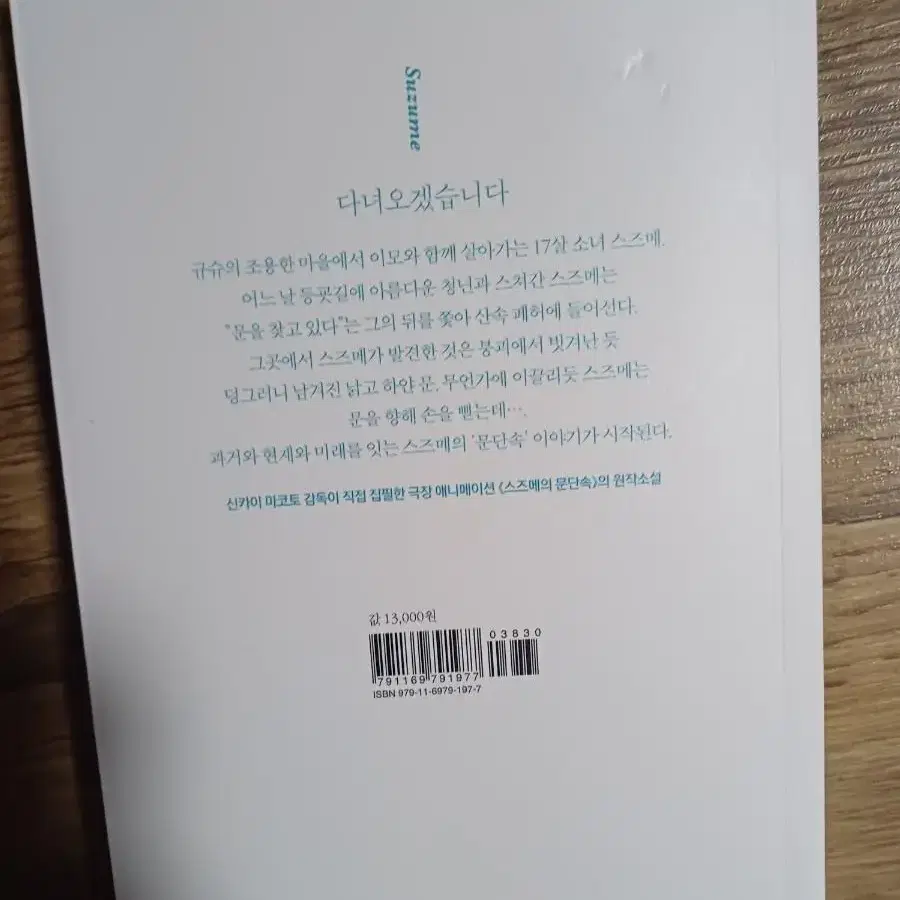 Suzume
다녀오겠습니다
규슈의 조용한 마을에서 이모와 함께 살아가는 17살 소녀 스즈메.
어느 날 등굣길에 아름다운 청년과 스쳐간 스즈메는
"문을 찾고 있다"는 그의 뒤를 쫓아 산속 폐허에 들어선다.
그곳에서 스즈메가 발견한 것은 붕괴에서 빗겨난 듯
덩그러니 남겨진 낡고 하얀 문. 무언가에 이끌리듯 스즈메는
문을 향해 손을 뻗는데….
과거와 현재와 미래를 잇는 스즈메의 '문단속' 이야기가 시작된다.
신카이 마코토 감독이 직접 집필한 극장 애니메이션 《스즈메의 문단속》의 원작소설
값 13,000원
03830
791169 791977
ISBN 979-11-6979-197-7